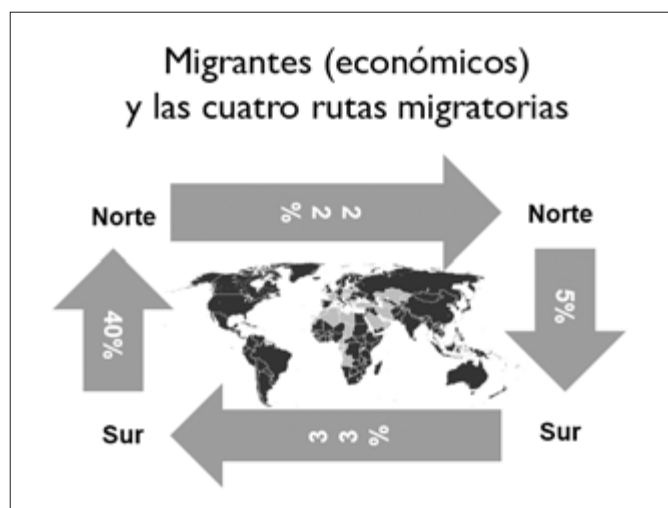 Migrantes (económicos)
y las cuatro rutas migratorias
Norte
22%
Norte
40%
5%
Sur
33%
Sur